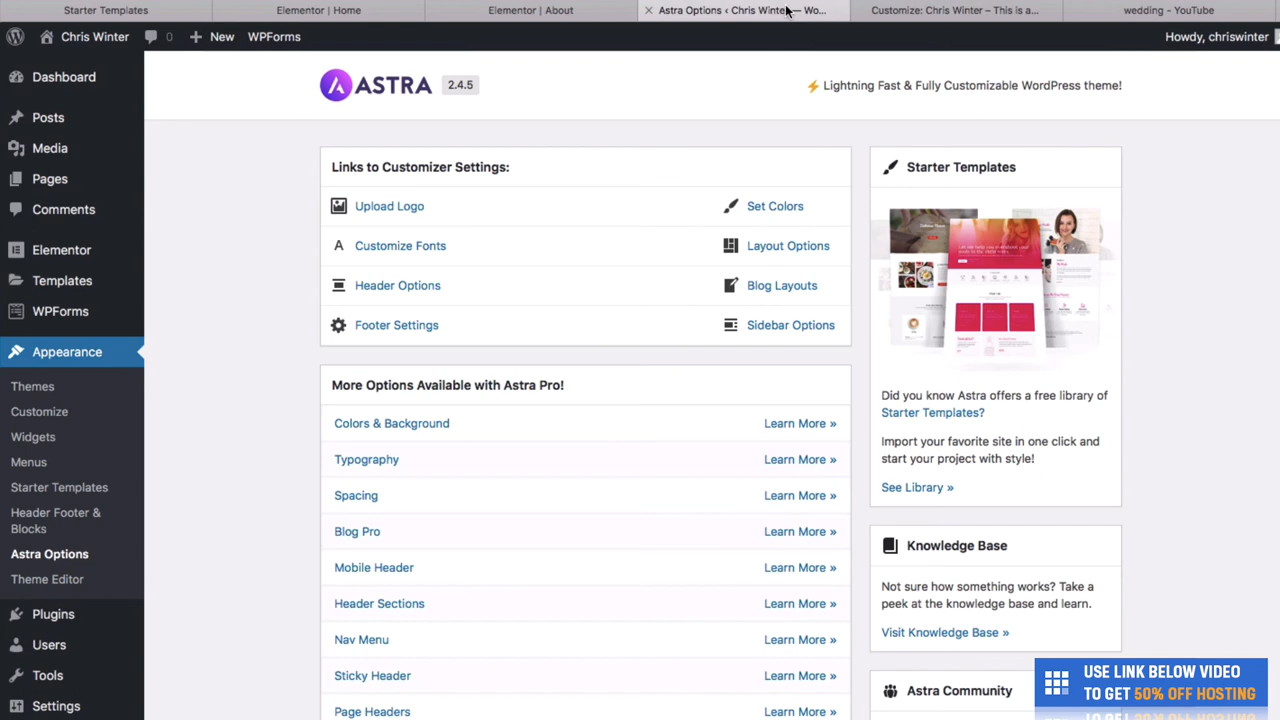 Starter Templates
Elementor | Home
Elementor | About
Astra Options ‹ Chris Winter — Wo...
Customize: Chris Winter – This is a...
wedding - YouTube
Chris Winter
0
New
WPForms
Howdy, chriswinter
Dashboard
Posts
Media
Pages
Comments
Elementor
Templates
WPForms
Appearance
Themes
Customize
Widgets
Menus
Starter Templates
Header Footer &
Blocks
Astra Options
Theme Editor
Plugins
Users
Tools
Settings
ASTRA
2.4.5
Lightning Fast & Fully Customizable WordPress theme!
Links to Customizer Settings:
Upload Logo
Set Colors
Customize Fonts
Layout Options
Header Options
Blog Layouts
Footer Settings
Sidebar Options
More Options Available with Astra Pro!
Colors & Background
Learn More »
Typography
Learn More »
Spacing
Learn More »
Blog Pro
Learn More »
Mobile Header
Learn More »
Header Sections
Learn More »
Nav Menu
Learn More »
Sticky Header
Learn More »
Page Headers
Learn More »
Starter Templates
Did you know Astra offers a free library of
Starter Templates?
Import your favorite site in one click and
start your project with style!
See Library »
Knowledge Base
Not sure how something works? Take a
peek at the knowledge base and learn.
Visit Knowledge Base »
Astra Community
USE LINK BELOW VIDEO
TO GET 50% OFF HOSTING